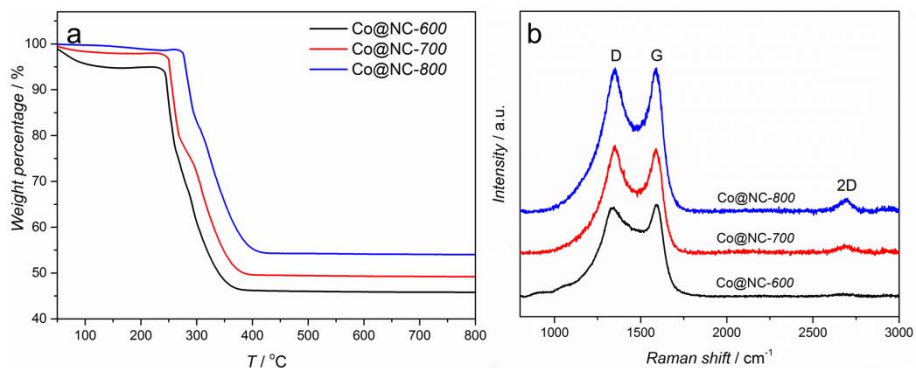 a
Co@NC-600
Co@NC-700
Co@NC-800
100
90
80
70
60
50
40
Weight percentage / %
50
100
200
300
400
500
600
700
800
T / °C
b
D
G
2D
Co@NC-800
Co@NC-700
Co@NC-600
Intensity / a.u.
1000
1500
2000
2500
3000
Raman shift / cm-1